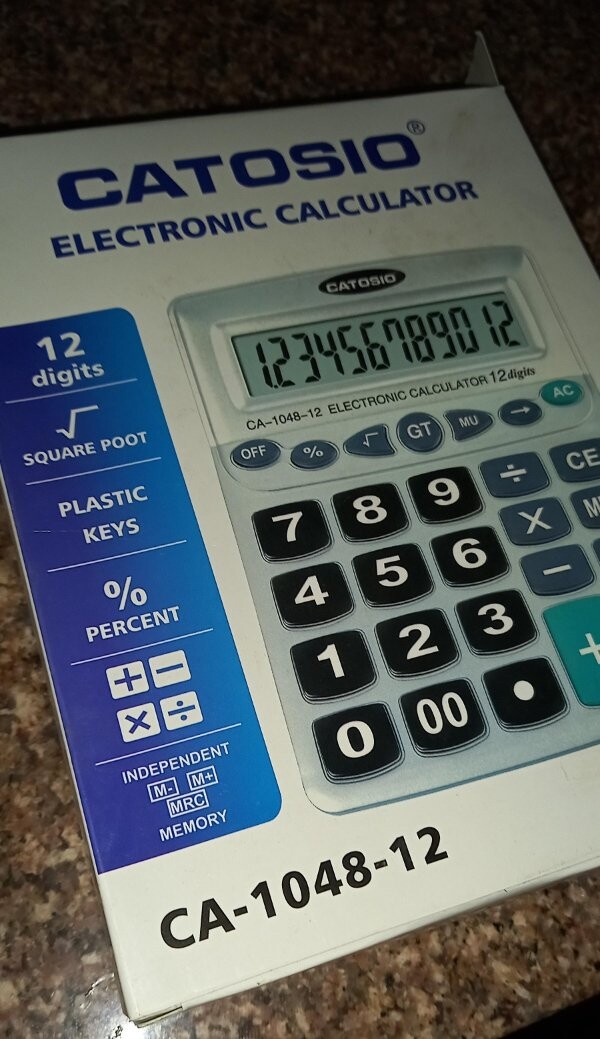 CATOSIO®
ELECTRONIC CALCULATOR
12
digits
√
SQUARE POOT
PLASTIC
KEYS
%
PERCENT
+ −
× ÷
INDEPENDENT
M- M+
MRC
MEMORY
CATOSIO
123456789012
CA-1048-12 ELECTRONIC CALCULATOR 12digits
OFF % √ GT MU → AC
7 8 9 ÷ CE
4 5 6 X
1 2 3 −
0 00 • +
CA-1048-12